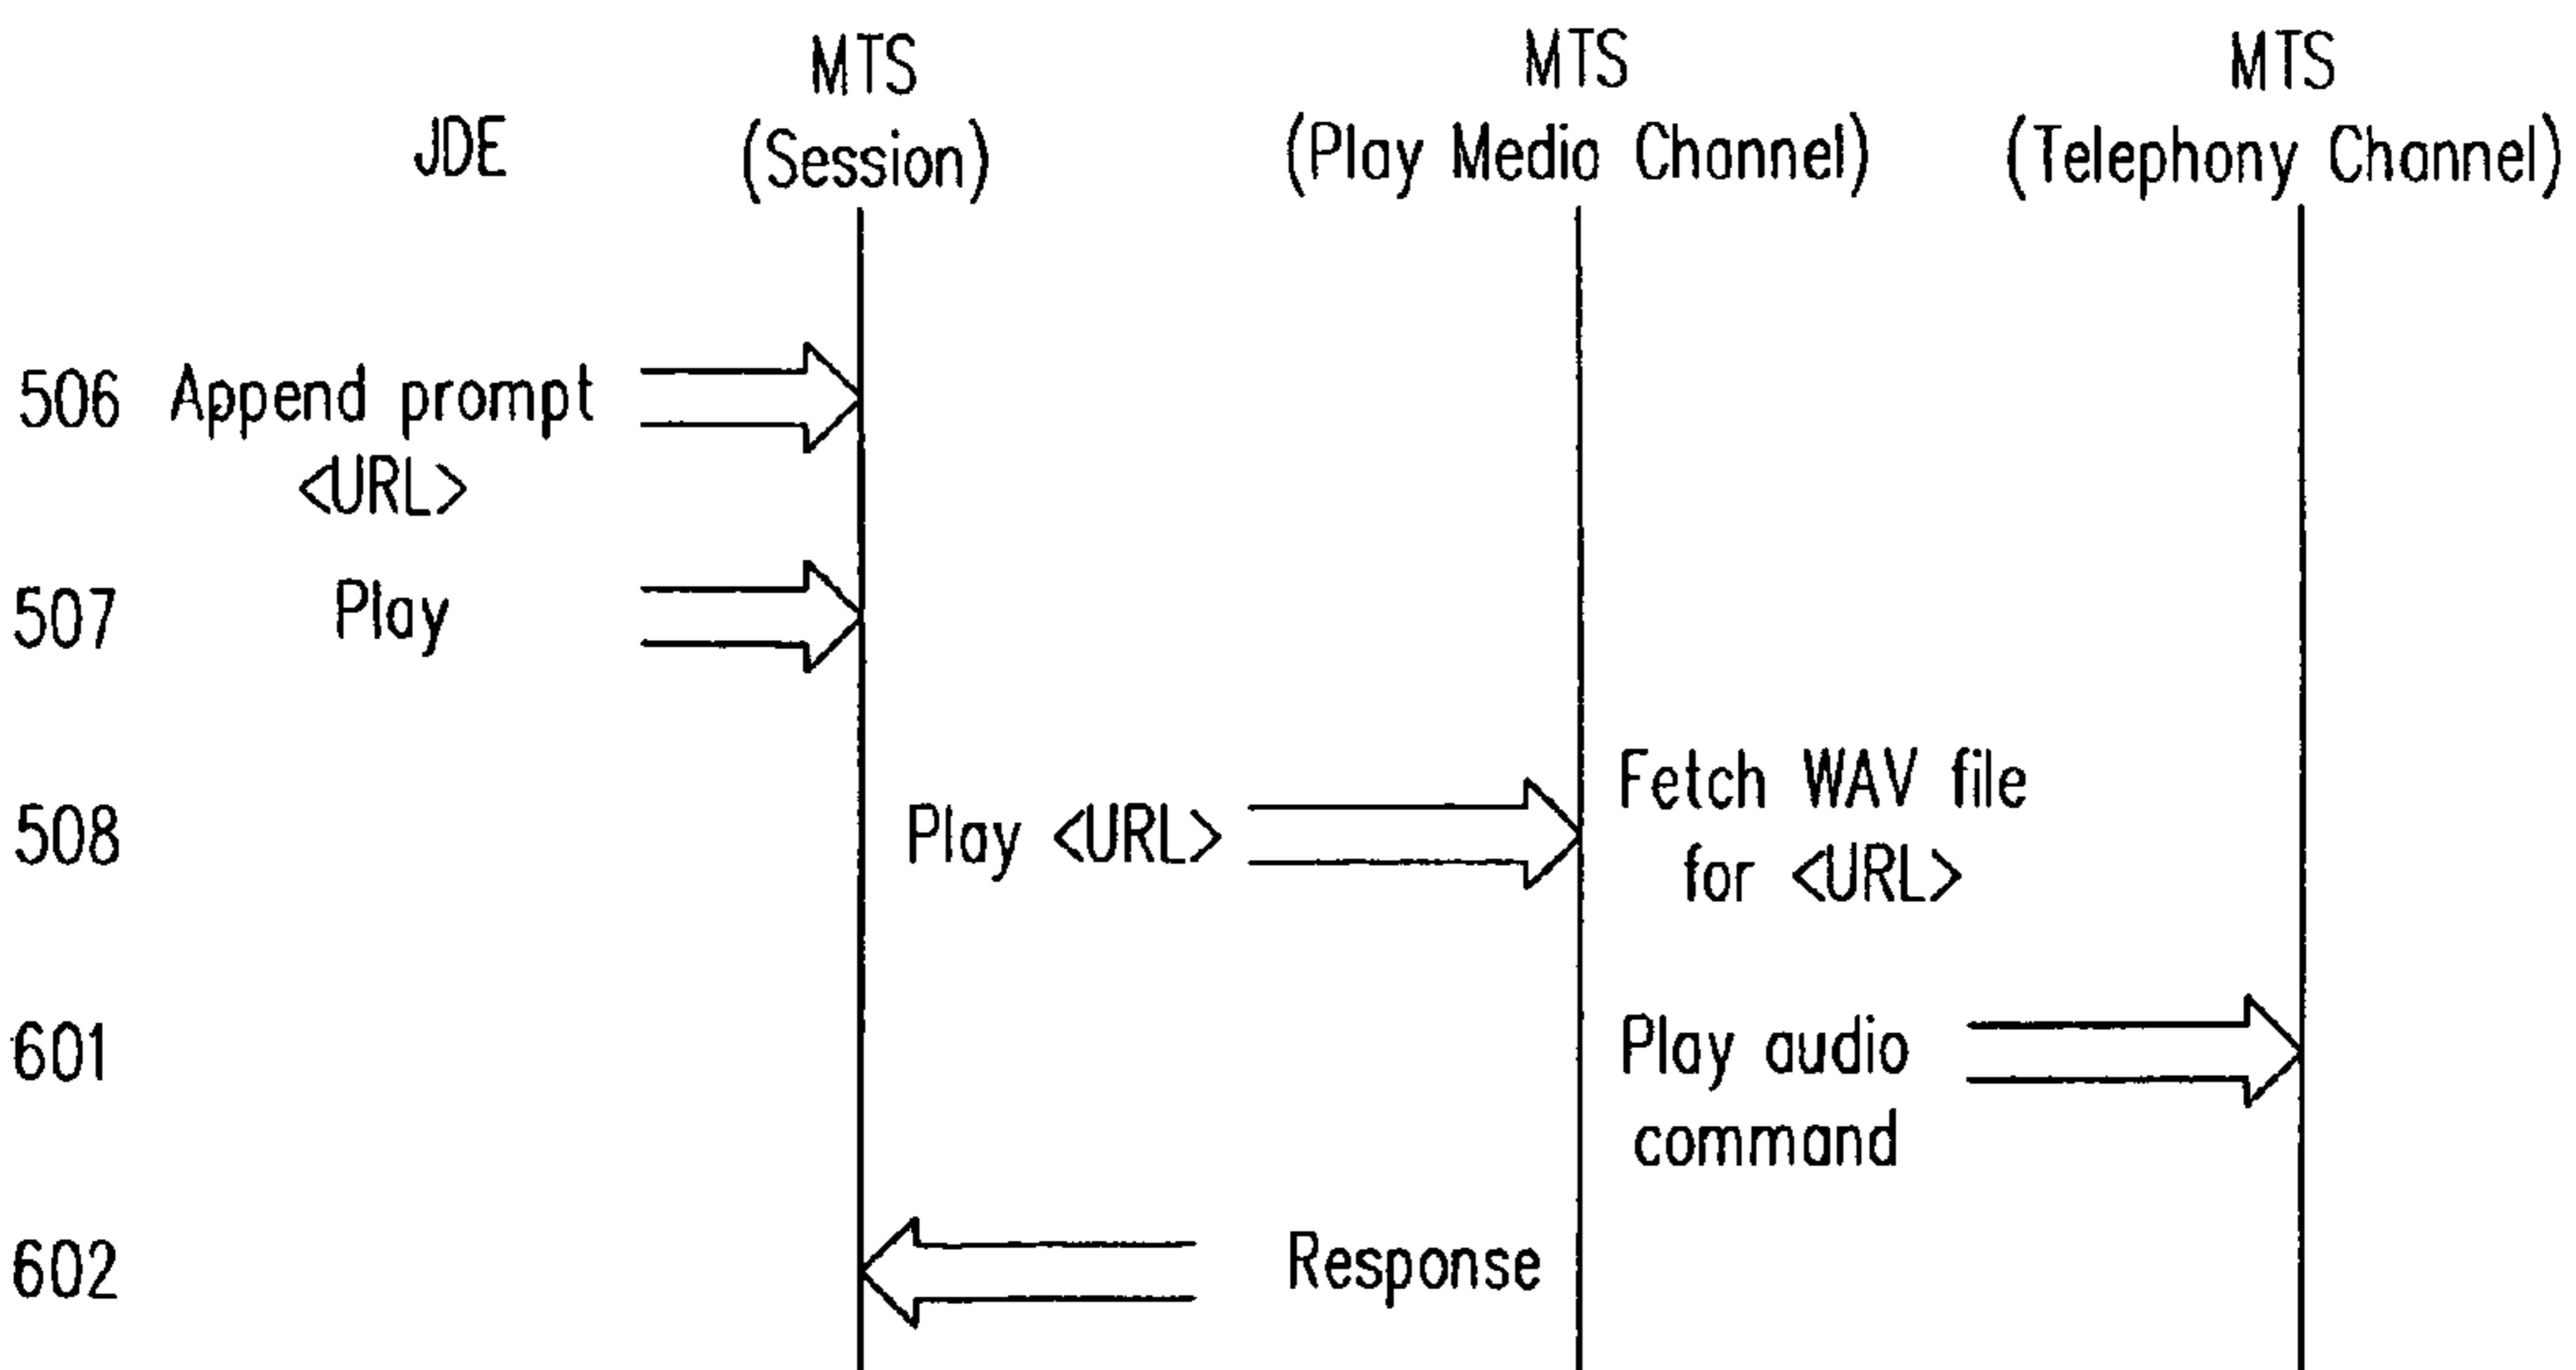 JDE
MTS
(Session)
MTS
(Play Media Channel)
MTS
(Telephony Channel)
506 Append prompt
<URL>
507 Play
508 Play <URL> Fetch WAV file
for <URL>
601 Play audio
command
602 Response